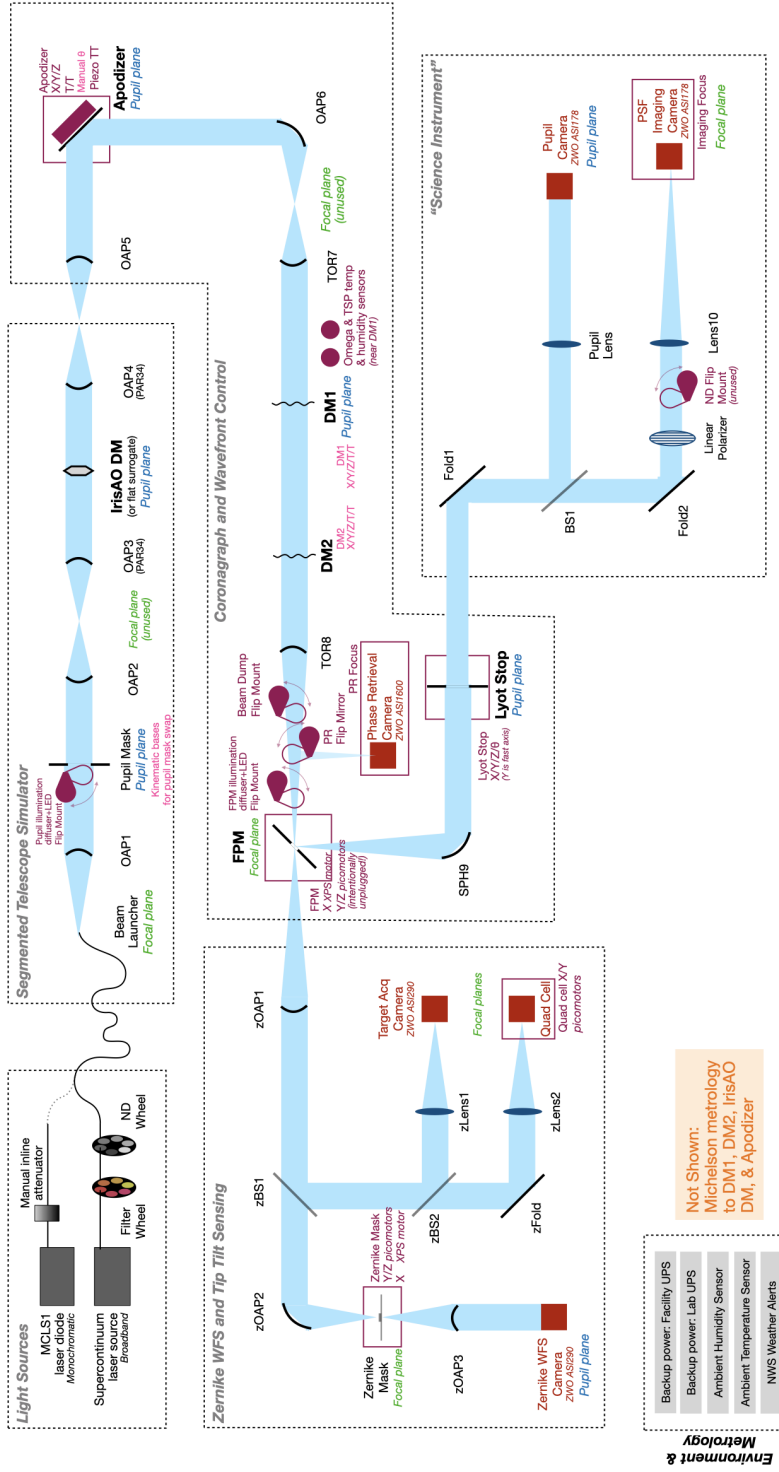 Light Sources
MCLS1
laser diode
Monochromatic
Manual inline
attenuator
Supercontinuum
laser source
Broadband
Filter
Wheel
ND
Wheel
Segmented Telescope Simulator
Beam
Launcher
Focal plane
OAP1
Pupil illumination
diffuser+LED
Flip Mount
Pupil Mask
Pupil plane
Kinematic bases
for pupil mask swap
OAP2
Focal plane
(unused)
OAP3
(PAR34)
IrisAO DM
(or flat surrogate)
Pupil plane
OAP4
(PAR34)
OAP5
Apodizer
X/Y/Z
T/T
Manual θ
Piezo TT
Apodizer
Pupil plane
OAP6
Focal plane
(unused)
Coronagraph and Wavefront Control
TOR7
Omega & TSP temp
& humidity sensors
(near DM1)
DM1
Pupil plane
DM1
X/Y/Z/T/T
DM2
DM2
X/Y/Z/T/T
TOR8
Beam Dump
Flip Mount
PR
Flip Mirror
PR Focus
Phase Retrieval
Camera
ZWO ASI1600
FPM illumination
diffuser+LED
Flip Mount
FPM
Focal plane
FPM
X XPS motor
Y/Z picomotors
(intentionally
unplugged!)
SPH9
Lyot Stop
X/Y/Z/θ
(Y is fast axis)
Lyot Stop
Pupil plane
"Science Instrument"
Fold1
BS1
Fold2
Pupil
Lens
Pupil
Camera
ZWO ASI178
Pupil plane
Linear
Polarizer
ND Flip
Mount
(unused)
Lens10
PSF
Imaging
Camera
ZWO ASI178
Imaging Focus
Focal plane
Zernike WFS and Tip Tilt Sensing
zOAP1
zBS1
zOAP2
Zernike
Mask
Focal plane
Zernike Mask
Y/Z picomotors
X XPS motor
zOAP3
Zernike WFS
Camera
ZWO ASI290
Pupil plane
zBS2
zFold
zLens1
zLens2
Target Acq
Camera
ZWO ASI290
Focal planes
Quad Cell
Quad cell X/Y
picomotors
Environment &
Metrology
Backup power: Facility UPS
Backup power: Lab UPS
Ambient Humidity Sensor
Ambient Temperature Sensor
NWS Weather Alerts
Not Shown:
Michelson metrology
to DM1, DM2, IrisAO
DM, & Apodizer